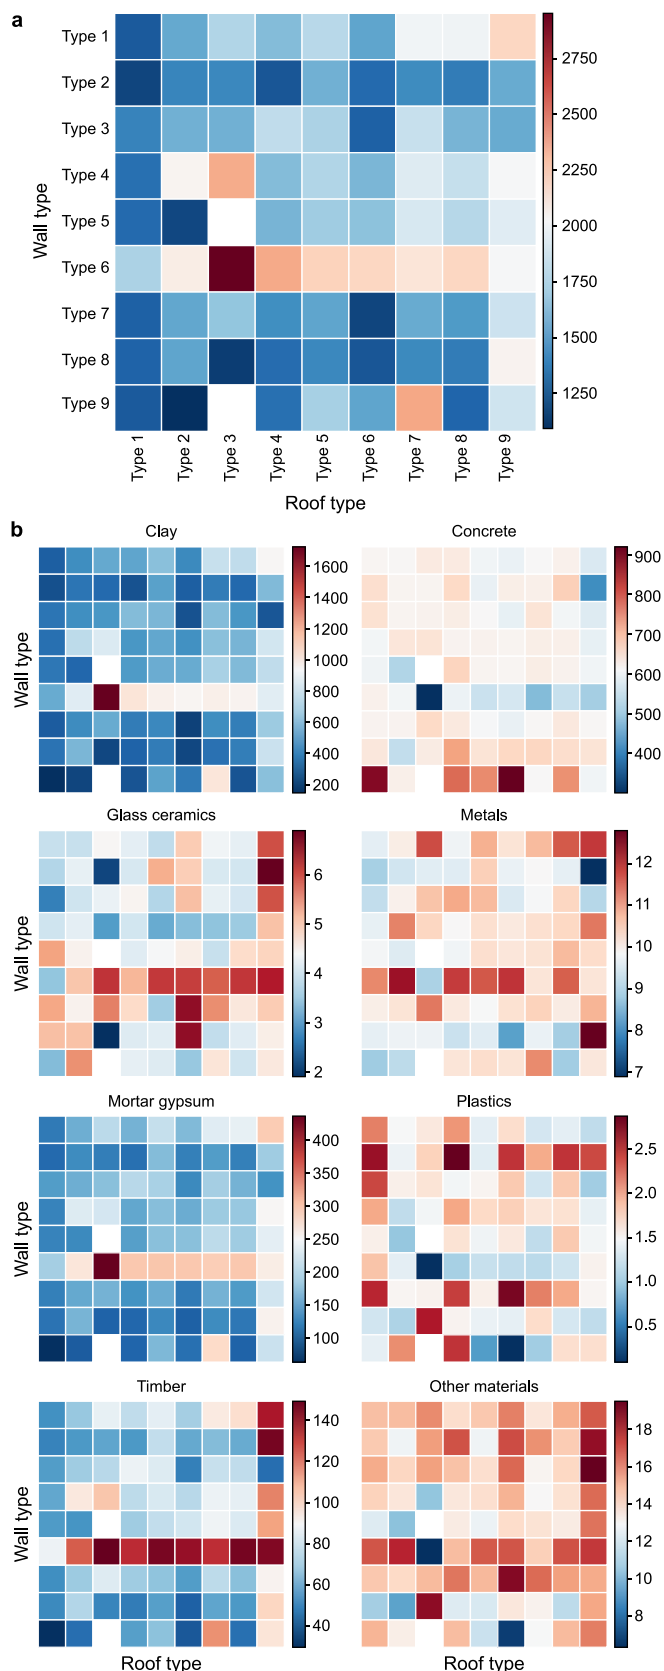 a
Type 1
Type 2
Type 3
Type 4
Type 5
Type 6
Type 7
Type 8
Type 9
Wall type
Type 1
Type 2
Type 3
Type 4
Type 5
Type 6
Type 7
Type 8
Type 9
Roof type
2750
2500
2250
2000
1750
1500
1250
b
Clay
Wall type
1600
1400
1200
1000
800
600
400
200
Concrete
900
800
700
600
500
400
Glass ceramics
Wall type
6
5
4
3
2
Metals
12
11
10
9
8
7
Mortar gypsum
Wall type
400
350
300
250
200
150
100
Plastics
2.5
2.0
1.5
1.0
0.5
Timber
Wall type
140
120
100
80
60
40
Roof type
Other materials
18
16
14
12
10
8
Roof type